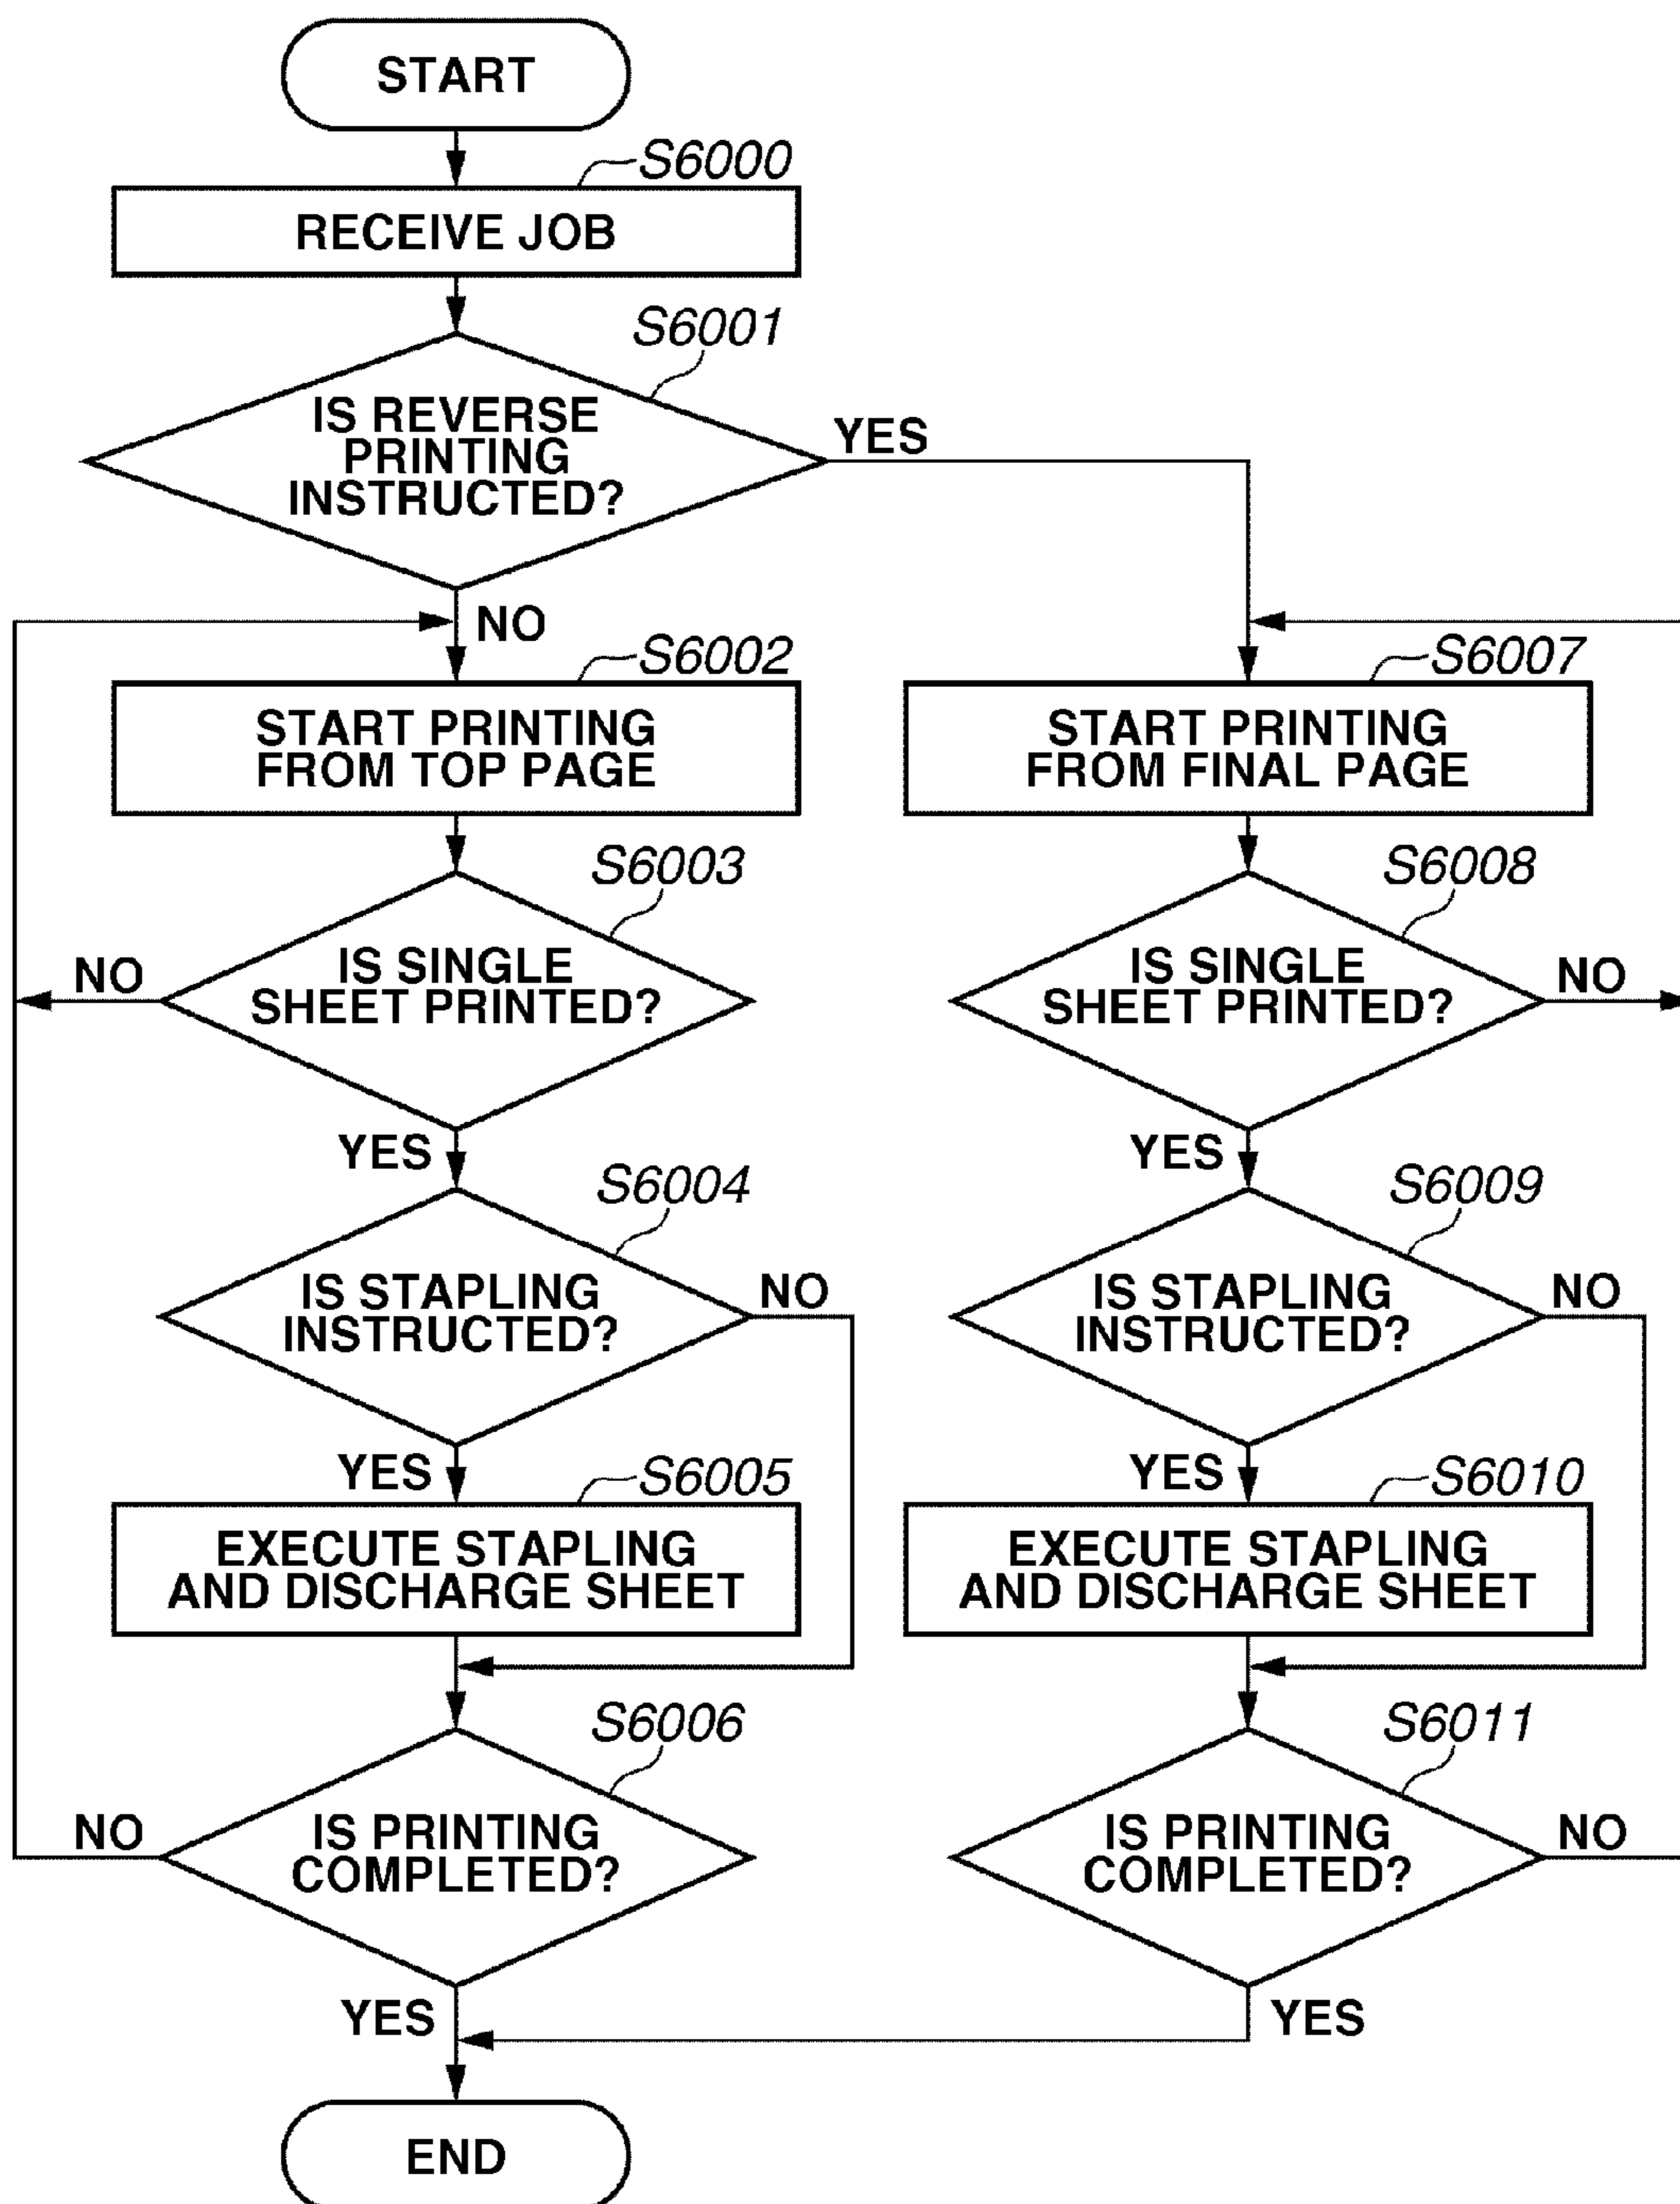 START
S6000
RECEIVE JOB
S6001
IS REVERSE
PRINTING
INSTRUCTED?
YES
NO
S6002
START PRINTING
FROM TOP PAGE
S6003
IS SINGLE
SHEET PRINTED?
NO
YES
S6004
IS STAPLING
INSTRUCTED?
NO
YES
S6005
EXECUTE STAPLING
AND DISCHARGE SHEET
S6006
IS PRINTING
COMPLETED?
NO
YES
S6007
START PRINTING
FROM FINAL PAGE
S6008
IS SINGLE
SHEET PRINTED?
NO
YES
S6009
IS STAPLING
INSTRUCTED?
NO
YES
S6010
EXECUTE STAPLING
AND DISCHARGE SHEET
S6011
IS PRINTING
COMPLETED?
NO
YES
END